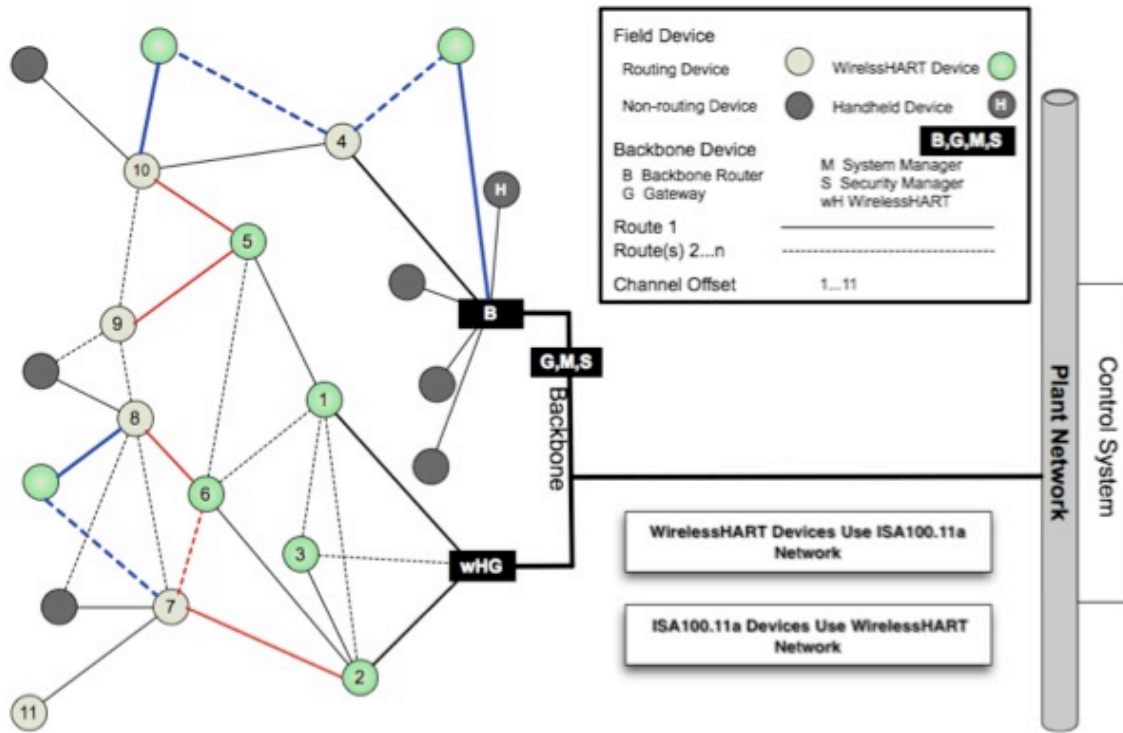 Field Device
Routing Device
WirelssHART Device
Non-routing Device
Handheld Device
H
B,G,M,S
Backbone Device
B Backbone Router
G Gateway
M System Manager
S Security Manager
wH WirelessHART
Route 1
Route(s) 2...n
Channel Offset
1...11
4
10
H
5
B
9
G,M,S
Backbone
1
8
6
3
wHG
7
2
11
Plant Network
Control System
WirelessHART Devices Use ISA100.11a
Network
ISA100.11a Devices Use WirelessHART
Network